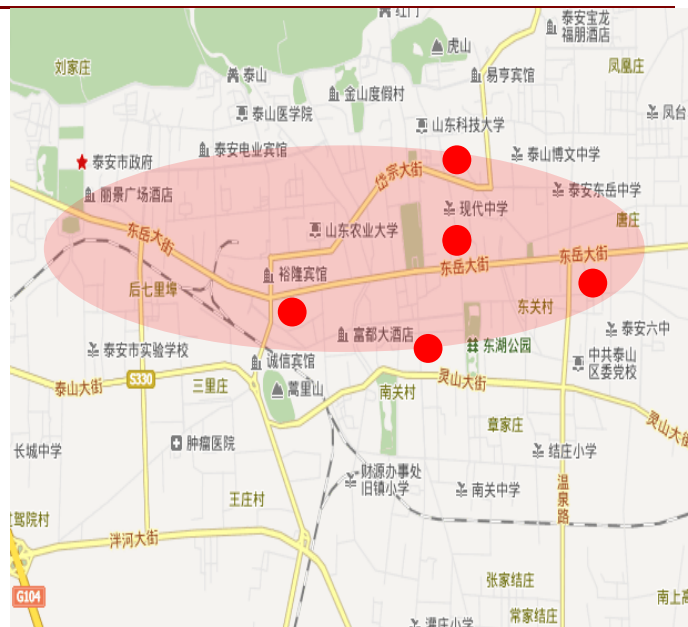 红门
泰安宝龙
福朋酒店
虎山
刘家庄
凤凰庄
泰山
易亨宾馆
金山度假村
泰山医学院
凤台
山东科技大学
泰安电业宾馆
泰山博文中学
泰安市政府
岱宗大街
丽景广场酒店
泰安东岳中学
现代中学
唐庄
东岳大街
山东农业大学
东岳大街
东岳大街
裕隆宾馆
后七里埠
东关村
富都大酒店
泰安六中
东湖公园
泰安市实验学校
诚信宾馆
中共泰山
区委党校
泰山大街
S330
三里庄
蒿里山
南关村
灵山大街
灵山大街
章家庄
长城中学
肿瘤医院
结庄小学
财源办事处
旧镇小学
南关中学
温泉路
王庄村
驾院村
泮河大街
张家结庄
G104
南上高
常家结庄
灌庄小学